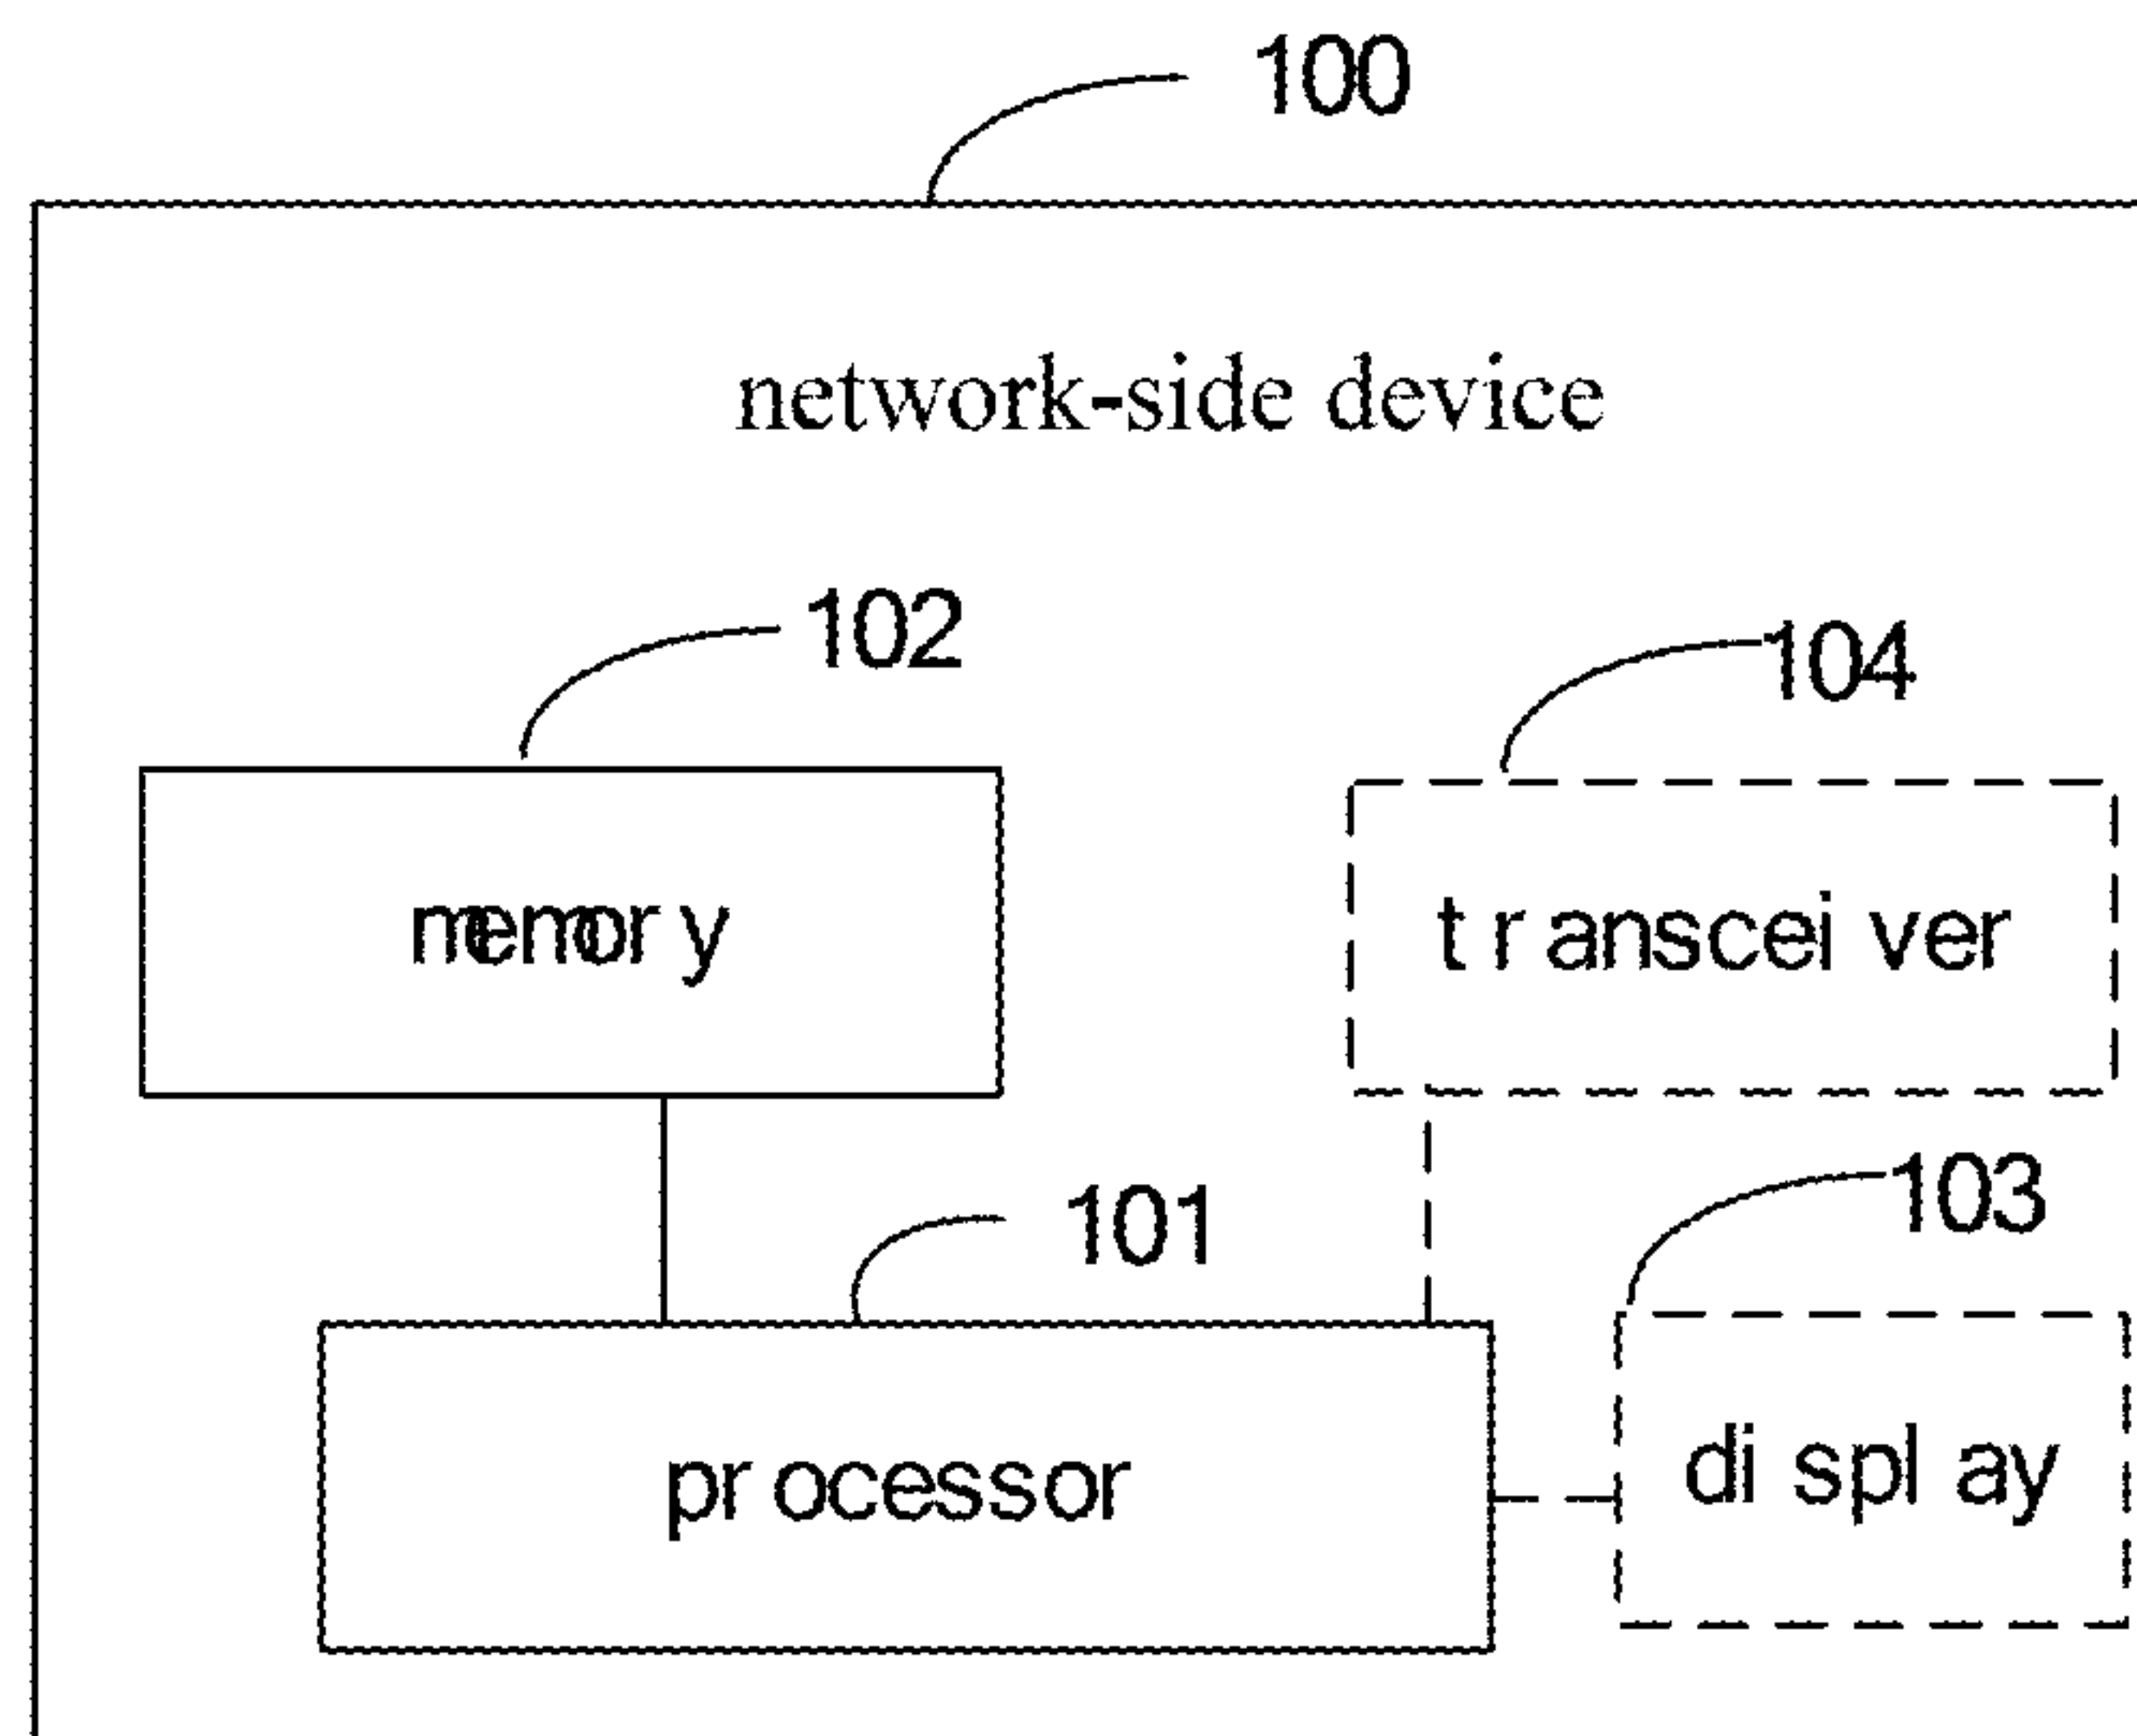 100
network-side device
102
104
memory
transceiver
103
101
processor
display